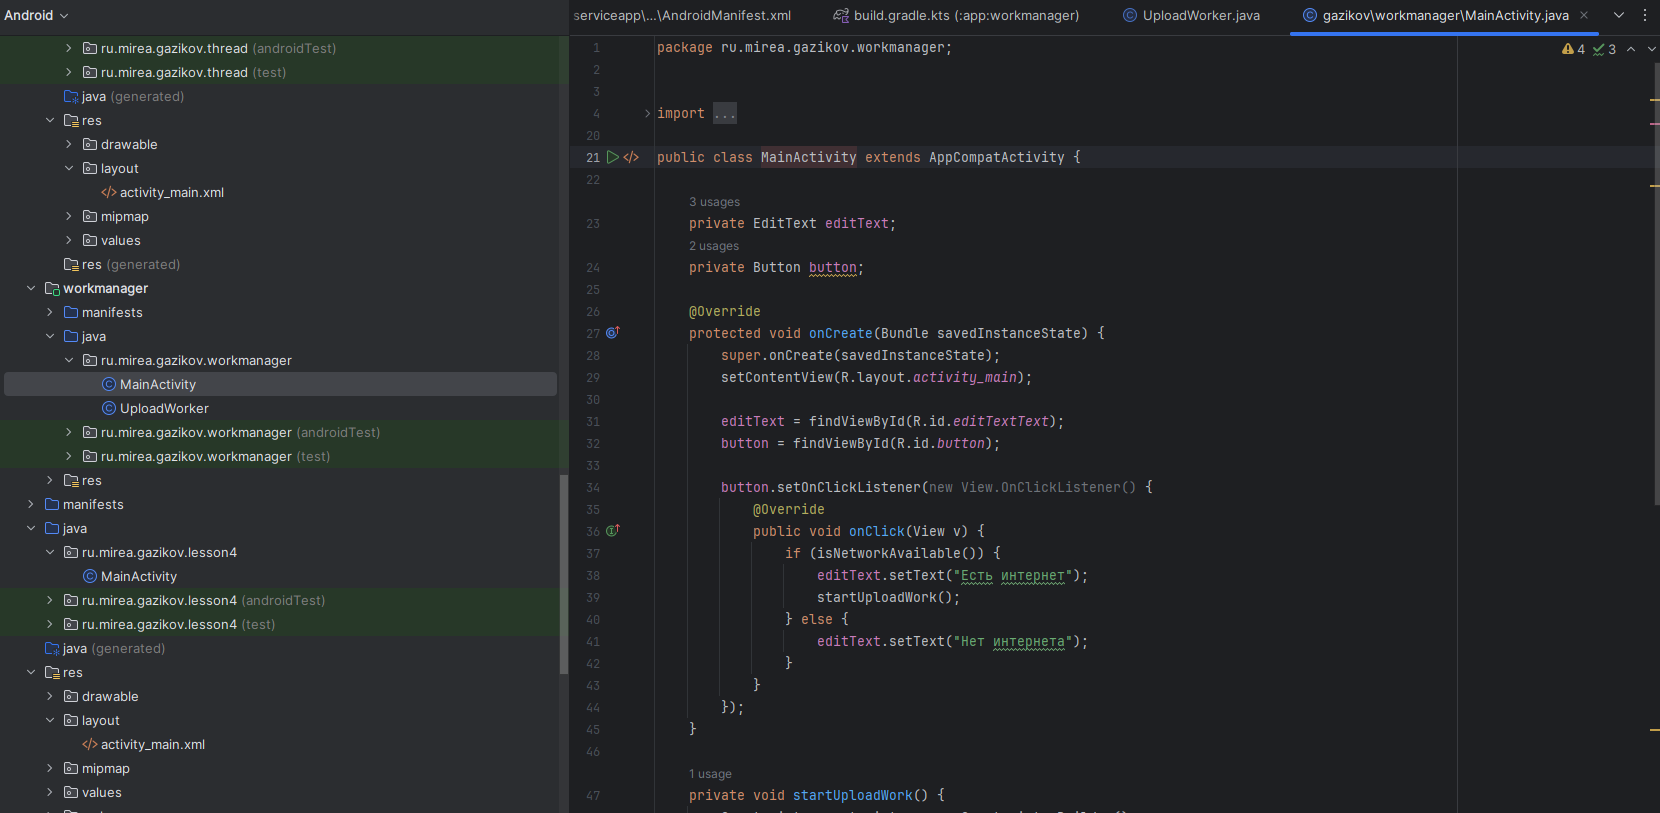 Android
ru.mirea.gazikov.thread (androidTest)
ru.mirea.gazikov.thread (test)
java (generated)
res
drawable
layout
activity_main.xml
mipmap
values
res (generated)
workmanager
manifests
java
ru.mirea.gazikov.workmanager
MainActivity
UploadWorker
ru.mirea.gazikov.workmanager (androidTest)
ru.mirea.gazikov.workmanager (test)
res
manifests
java
ru.mirea.gazikov.lesson4
MainActivity
ru.mirea.gazikov.lesson4 (androidTest)
ru.mirea.gazikov.lesson4 (test)
java (generated)
res
drawable
layout
activity_main.xml
mipmap
values
serviceapp\...\AndroidManifest.xml build.gradle.kts (:app:workmanager) UploadWorker.java gazikov\workmanager\MainActivity.java
4 3
1 package ru.mirea.gazikov.workmanager;
2
3
4 import ...
20
21 public class MainActivity extends AppCompatActivity {
22
3 usages
23 private EditText editText;
2 usages
24 private Button button;
25
26 @Override
27 protected void onCreate(Bundle savedInstanceState) {
28 super.onCreate(savedInstanceState);
29 setContentView(R.layout.activity_main);
30
31 editText = findViewById(R.id.editTextText);
32 button = findViewById(R.id.button);
33
34 button.setOnClickListener(new View.OnClickListener() {
35 @Override
36 public void onClick(View v) {
37 if (isNetworkAvailable()) {
38 editText.setText("Есть интернет");
39 startUploadWork();
40 } else {
41 editText.setText("Нет интернета");
42 }
43 }
44 });
45 }
46
1 usage
47 private void startUploadWork() {